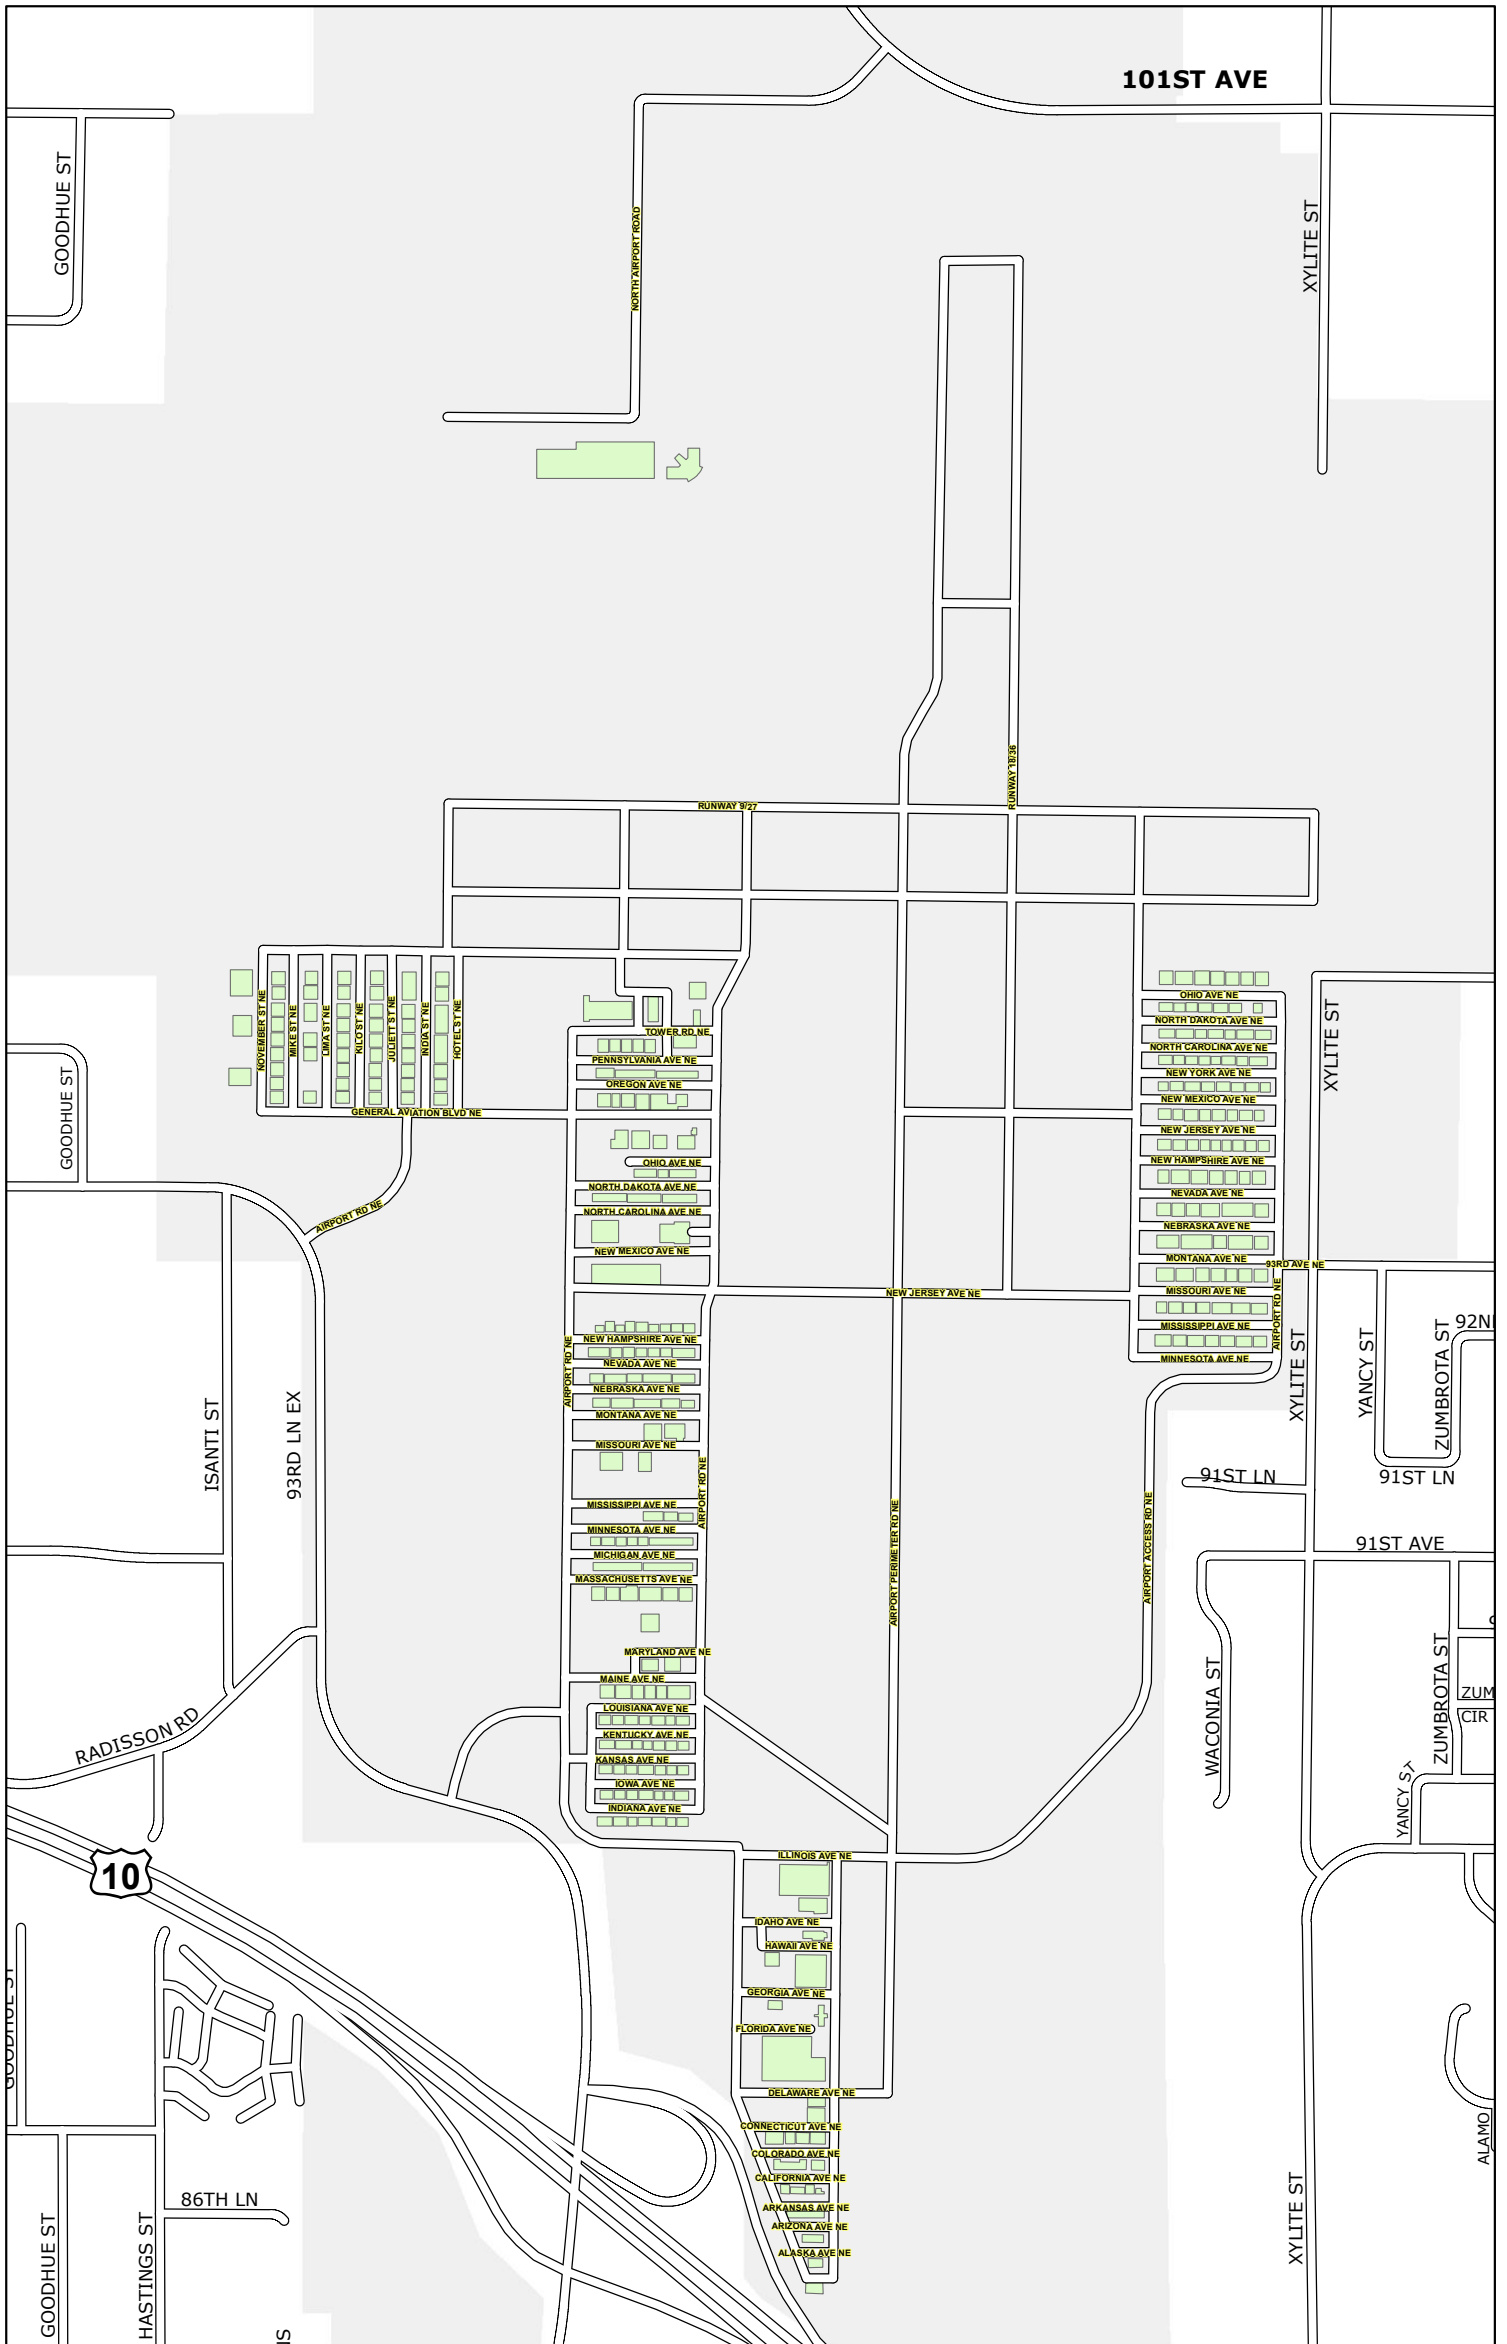 101ST AVE
GOODHUE ST
XYLITE ST
NORTH AIRPORT ROAD
RUNWAY 18/36
RUNWAY 9/27
NOVEMBER ST NE
MIKE ST NE
LIMA ST NE
KILO ST NE
JULIETT ST NE
INDIA ST NE
HOTEL ST NE
GENERAL AVIATION BLVD NE
AIRPORT RD NE
GOODHUE ST
TOWER RD NE
PENNSYLVANIA AVE NE
OREGON AVE NE
OHIO AVE NE
NORTH DAKOTA AVE NE
NORTH CAROLINA AVE NE
NEW MEXICO AVE NE
NEW JERSEY AVE NE
NEW HAMPSHIRE AVE NE
NEVADA AVE NE
NEBRASKA AVE NE
MONTANA AVE NE
MISSOURI AVE NE
MISSISSIPPI AVE NE
MINNESOTA AVE NE
MICHIGAN AVE NE
MASSACHUSETTS AVE NE
MARYLAND AVE NE
MAINE AVE NE
LOUISIANA AVE NE
KENTUCKY AVE NE
KANSAS AVE NE
IOWA AVE NE
INDIANA AVE NE
AIRPORT RD NE
AIRPORT RD NE
OHIO AVE NE
NORTH DAKOTA AVE NE
NORTH CAROLINA AVE NE
NEW YORK AVE NE
NEW MEXICO AVE NE
NEW JERSEY AVE NE
NEW HAMPSHIRE AVE NE
NEVADA AVE NE
NEBRASKA AVE NE
MONTANA AVE NE
MISSOURI AVE NE
MISSISSIPPI AVE NE
MINNESOTA AVE NE
93RD AVE NE
AIRPORT RD NE
XYLITE ST
XYLITE ST
YANCY ST
ZUMBROTA ST
92N
91ST LN
91ST LN
91ST AVE
ISANTI ST
93RD LN EX
RADISSON RD
AIRPORT PERIMETER RD NE
AIRPORT ACCESS RD NE
WACONIA ST
ZUMBROTA ST
ZUM
CIR
YANCY ST
10
ILLINOIS AVE NE
IDAHO AVE NE
HAWAII AVE NE
GEORGIA AVE NE
FLORIDA AVE NE
DELAWARE AVE NE
CONNECTICUT AVE NE
COLORADO AVE NE
CALIFORNIA AVE NE
ARKANSAS AVE NE
ARIZONA AVE NE
ALASKA AVE NE
GOODHUE ST
86TH LN
GOODHUE ST
HASTINGS ST
XYLITE ST
ALAMO